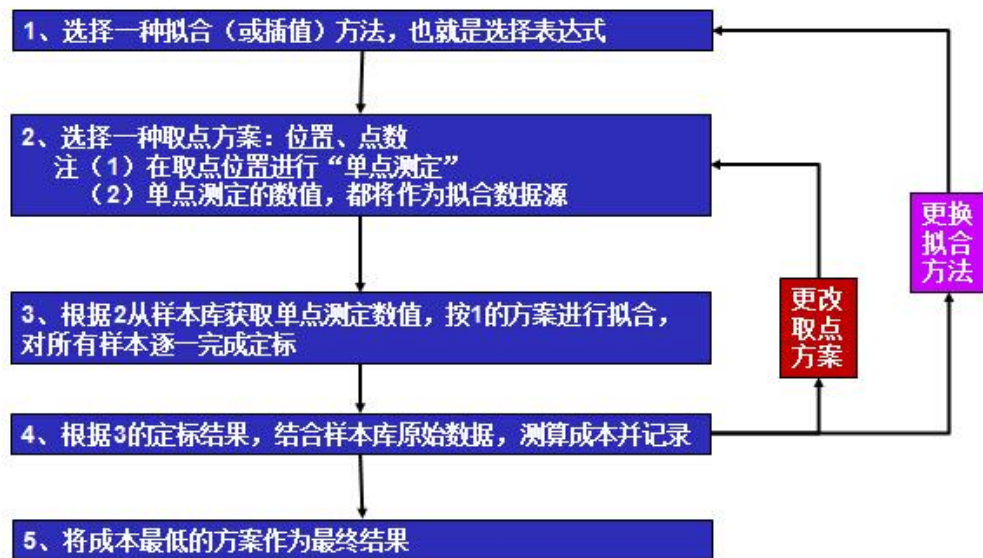 1、选择一种拟合（或插值）方法，也就是选择表达式
2、选择一种取点方案：位置、点数
注（1）在取点位置进行“单点测定”
（2）单点测定的数值，都将作为拟合数据源
更换
拟合
方法
更改
取点
方案
3、根据2从样本库获取单点测定数值，按1的方案进行拟合，
对所有样本逐一完成定标
4、根据3的定标结果，结合样本库原始数据，测算成本并记录
5、将成本最低的方案作为最终结果